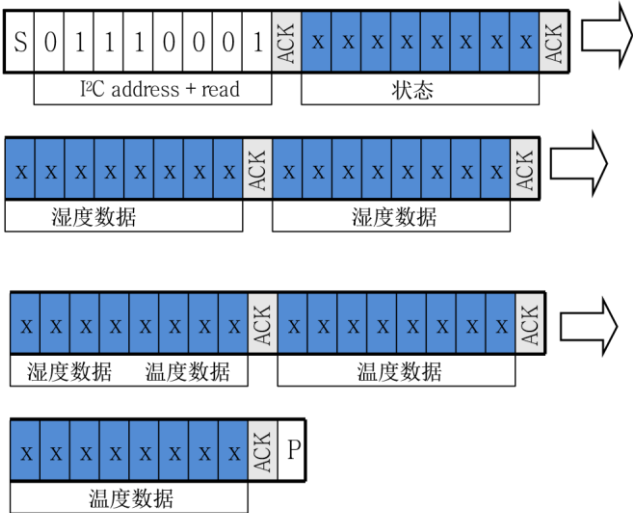 S 0 1 1 1 0 0 0 1 ACK x x x x x x x x ACK
I²C address + read 状态
x x x x x x x x ACK x x x x x x x x ACK
湿度数据 湿度数据
x x x x x x x x ACK x x x x x x x x ACK
湿度数据 温度数据 温度数据
x x x x x x x x ACK P
温度数据